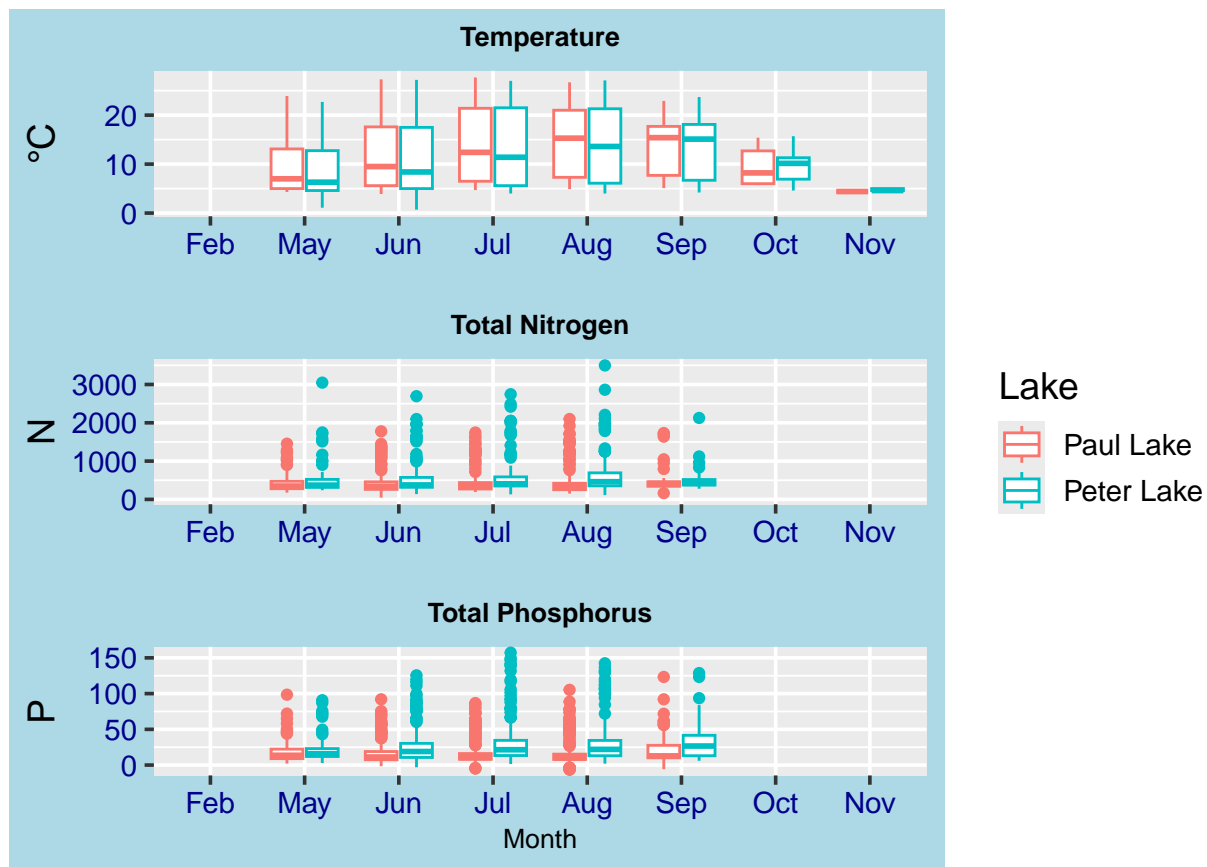 Temperature
°C
20
10
0
Feb May Jun Jul Aug Sep Oct Nov
Total Nitrogen
N
3000
2000
1000
0
Feb May Jun Jul Aug Sep Oct Nov
Total Phosphorus
P
150
100
50
0
Feb May Jun Jul Aug Sep Oct Nov
Month
Lake
Paul Lake
Peter Lake